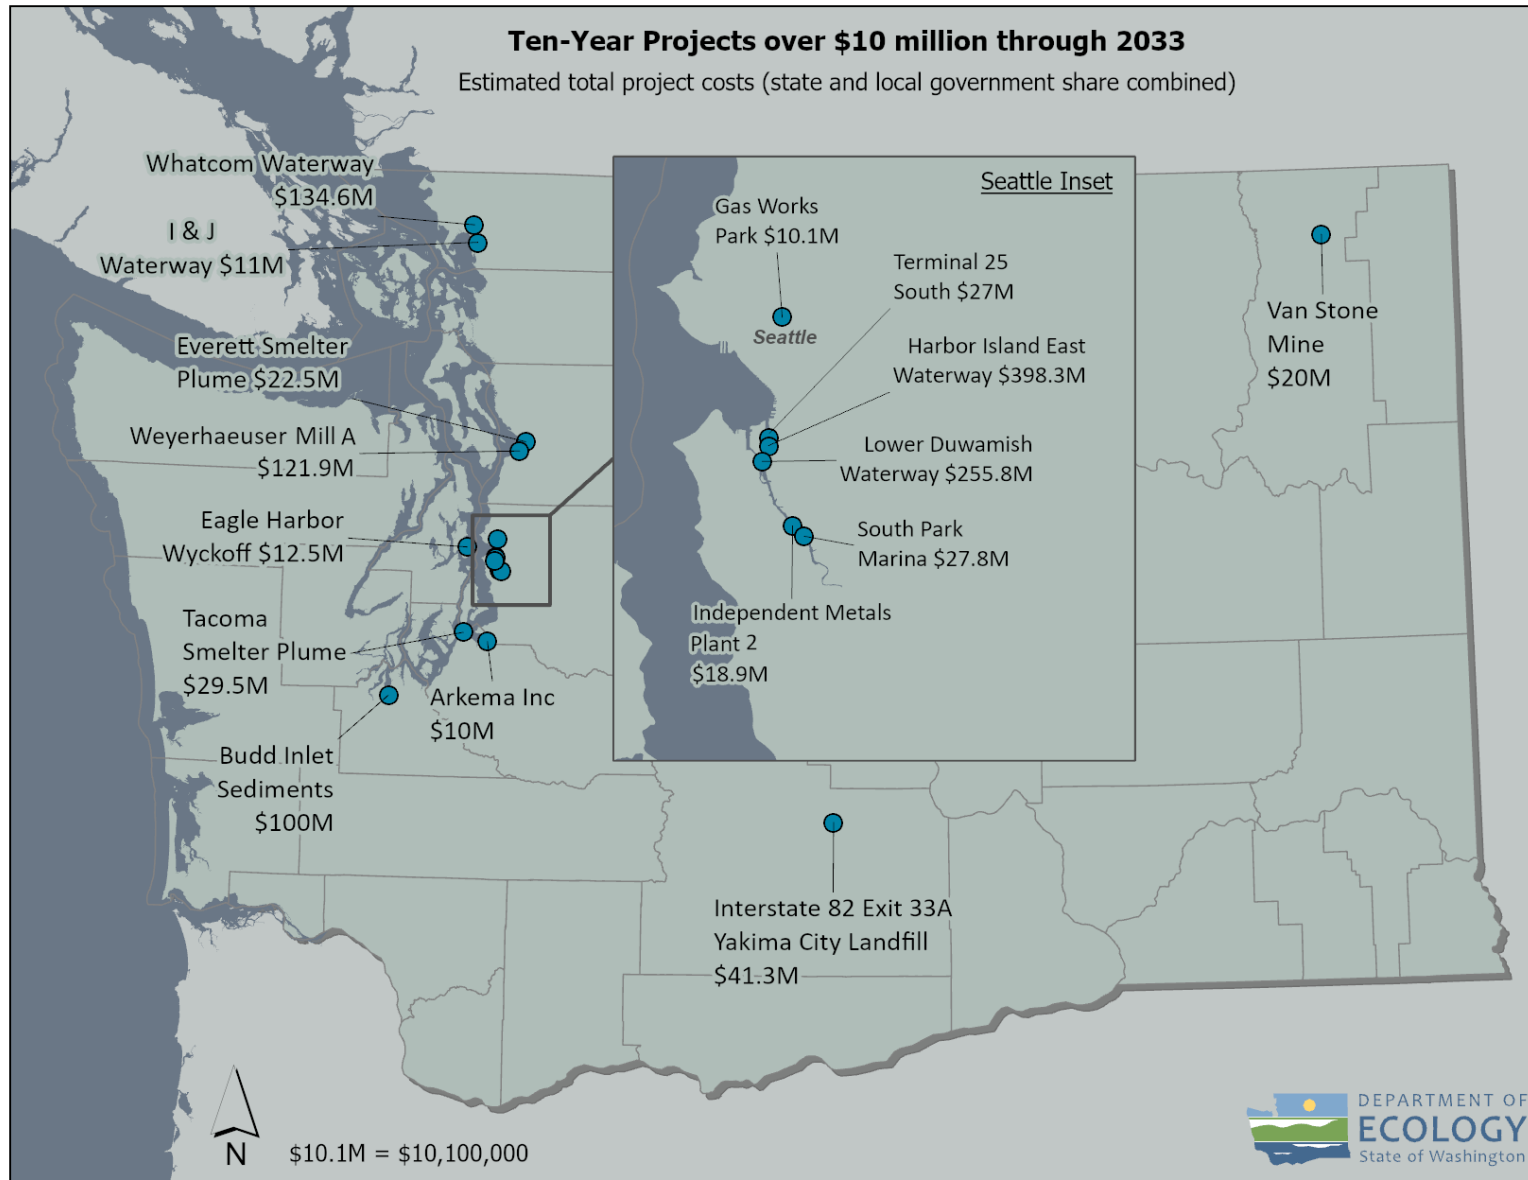 Ten-Year Projects over $10 million through 2033
Estimated total project costs (state and local government share combined)
Whatcom Waterway
$134.6M
I & J
Waterway $11M
Everett Smelter
Plume $22.5M
Weyerhaeuser Mill A
$121.9M
Eagle Harbor
Wyckoff $12.5M
Tacoma
Smelter Plume
$29.5M
Arkema Inc
$10M
Budd Inlet
Sediments
$100M
Seattle Inset
Gas Works
Park $10.1M
Seattle
Terminal 25
South $27M
Harbor Island East
Waterway $398.3M
Lower Duwamish
Waterway $255.8M
South Park
Marina $27.8M
Independent Metals
Plant 2
$18.9M
Van Stone
Mine
$20M
Interstate 82 Exit 33A
Yakima City Landfill
$41.3M
N
$10.1M = $10,100,000
DEPARTMENT OF
ECOLOGY
State of Washington